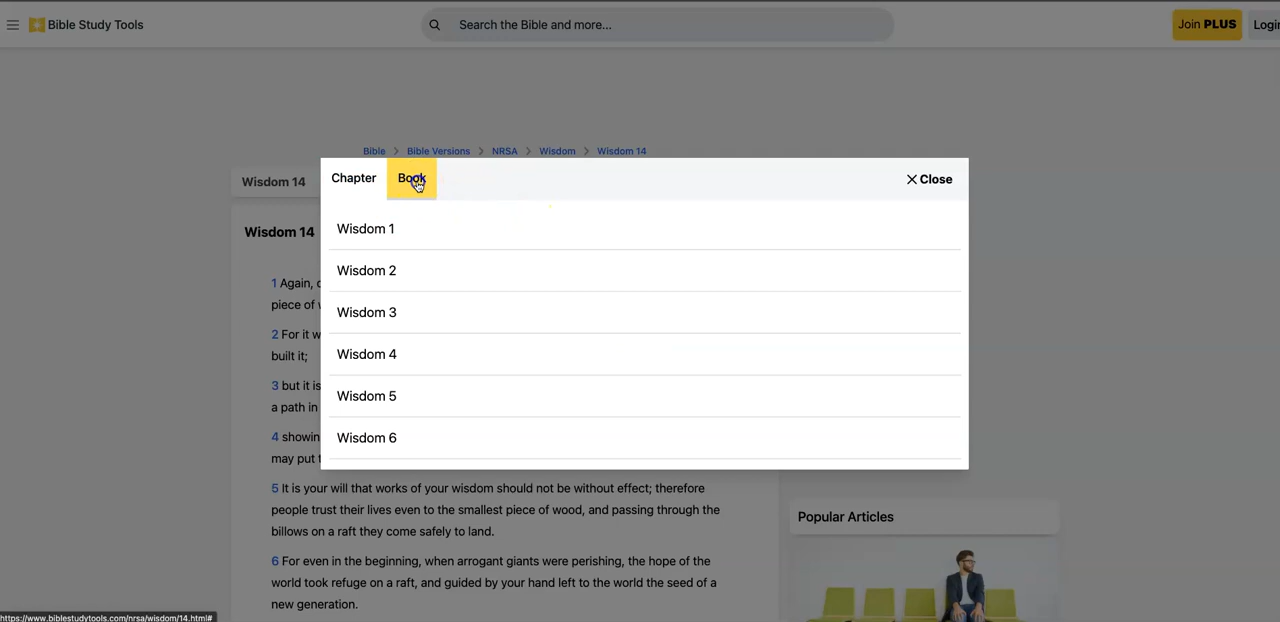 Bible Study Tools
Search the Bible and more...
Join PLUS
Login
Bible > Bible Versions > NRSA > Wisdom > Wisdom 14
Wisdom 14
Chapter
Book
Close
Wisdom 1
Wisdom 2
Wisdom 3
Wisdom 4
Wisdom 5
Wisdom 6
Wisdom 14
1 Again,
piece of
2 For it
built it;
3 but it is
a path in
4
may put
5 It is your will that works of your wisdom should not be without effect; therefore
people trust their lives even to the smallest piece of wood, and passing through the
billows on a raft they come safely to land.
6 For even in the beginning, when arrogant giants were perishing, the hope of the
world took refuge on a raft, and guided by your hand left to the world the seed of a
new generation.
Popular Articles
https://www.biblestudytools.com/nrsa/wisdom/14.html#